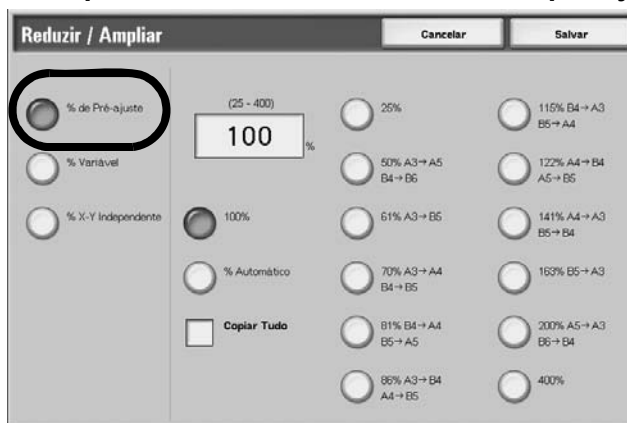 Reduzir / Ampliar
Cancelar
Salvar
% de Pré-ajuste
% Variável
% X-Y Independente
(25 - 400)
100 %
100%
% Automático
Copiar Tudo
25%
50% A3→A5
B4→B6
61% A3→B5
70% A3→A4
B4→B5
81% B4→A4
B5→A5
86% A3→B4
A4→B5
115% B4→A3
B5→A4
122% A4→B4
A5→B5
141% A4→A3
B5→B4
163% B5→A3
200% A5→A3
B6→B4
400%